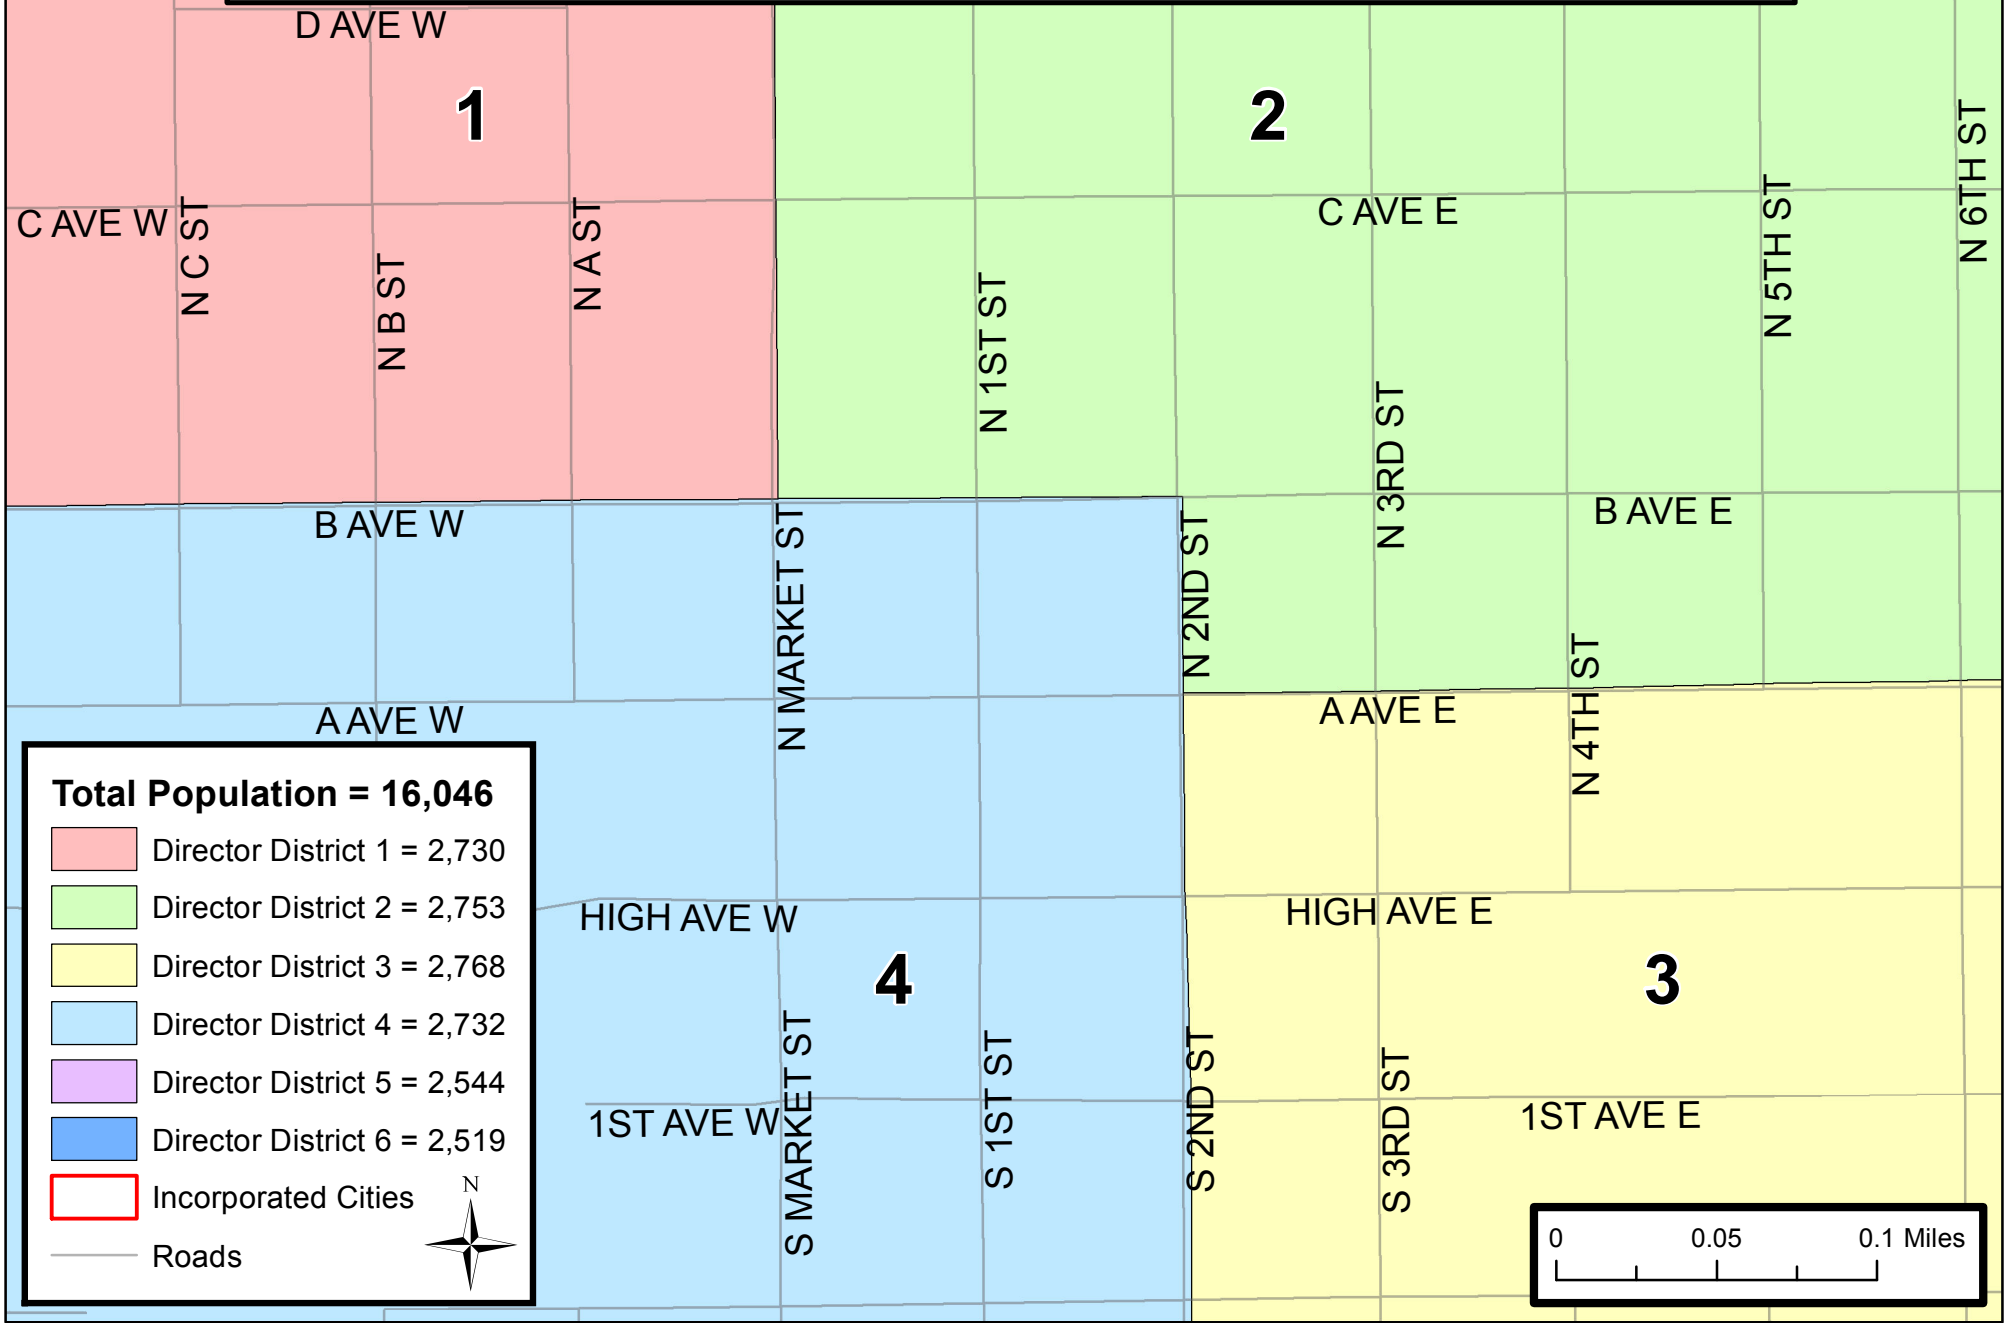 D AVE W
1
2
N 6TH ST
C AVE W
N C ST
N A ST
C AVE E
N 5TH ST
N B ST
N 1ST ST
N 3RD ST
B AVE W
N MARKET ST
N 2ND ST
B AVE E
A AVE W
A AVE E
N 4TH ST
Total Population = 16,046
Director District 1 = 2,730
Director District 2 = 2,753
Director District 3 = 2,768
Director District 4 = 2,732
Director District 5 = 2,544
Director District 6 = 2,519
Incorporated Cities
N
Roads
HIGH AVE W
HIGH AVE E
4
3
1ST AVE W
S MARKET ST
S 1ST ST
S 2ND ST
S 3RD ST
1ST AVE E
0 0.05 0.1 Miles